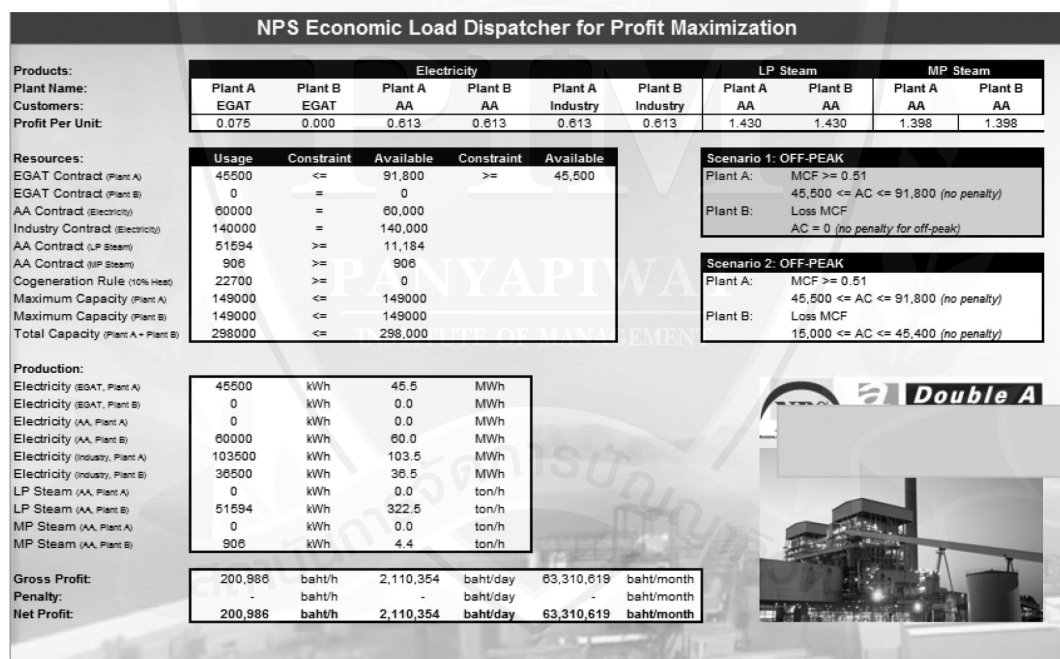 NPS Economic Load Dispatcher for Profit Maximization
Products: Electricity LP Steam MP Steam
Plant Name: Plant A Plant B Plant A Plant B Plant A Plant B Plant A Plant B Plant A Plant B
Customers: EGAT EGAT AA AA Industry Industry AA AA AA AA
Profit Per Unit: 0.075 0.000 0.613 0.613 0.613 0.613 1.430 1.430 1.398 1.398
Resources: Usage Constraint Available Constraint Available
EGAT Contract (Plant A) 45500 <= 91,800 >= 45,500
EGAT Contract (Plant B) 0 = 0
AA Contract (Electricity) 60000 = 60,000
Industry Contract (Electricity) 140000 = 140,000
AA Contract (LP Steam) 51594 >= 11,184
AA Contract (MP Steam) 906 >= 906
Cogeneration Rule (10% Heat) 22700 >= 0
Maximum Capacity (Plant A) 149000 <= 149000
Maximum Capacity (Plant B) 149000 <= 149000
Total Capacity (Plant A + Plant B) 298000 <= 298,000
Scenario 1: OFF-PEAK
Plant A: MCF >= 0.51
45,500 <= AC <= 91,800 (no penalty)
Plant B: Loss MCF
AC = 0 (no penalty for off-peak)
Scenario 2: OFF-PEAK
Plant A: MCF >= 0.51
45,500 <= AC <= 91,800 (no penalty)
Plant B: Loss MCF
15,000 <= AC <= 45,400 (no penalty)
Production:
Electricity (EGAT, Plant A) 45500 kWh 45.5 MWh
Electricity (EGAT, Plant B) 0 kWh 0.0 MWh
Electricity (AA, Plant A) 0 kWh 0.0 MWh
Electricity (AA, Plant B) 60000 kWh 60.0 MWh
Electricity (Industry, Plant A) 103500 kWh 103.5 MWh
Electricity (Industry, Plant B) 36500 kWh 36.5 MWh
LP Steam (AA, Plant A) 0 kWh 0.0 ton/h
LP Steam (AA, Plant B) 51594 kWh 322.5 ton/h
MP Steam (AA, Plant A) 0 kWh 0.0 ton/h
MP Steam (AA, Plant B) 906 kWh 4.4 ton/h
Gross Profit: 200,986 baht/h 2,110,354 baht/day 63,310,619 baht/month
Penalty: - baht/h - baht/day - baht/month
Net Profit: 200,986 baht/h 2,110,354 baht/day 63,310,619 baht/month
a Double A
PIM
PANYAPIWAT
INSTITUTE OF MANAGEMENT